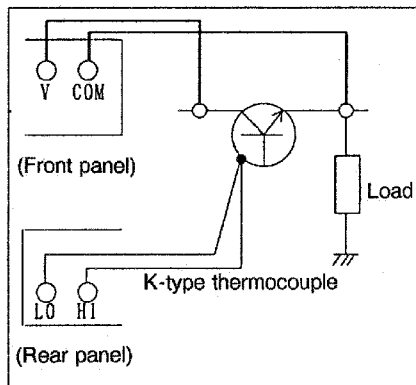 V COM
(Front panel)
Load
K-type thermocouple
LO HI
(Rear panel)